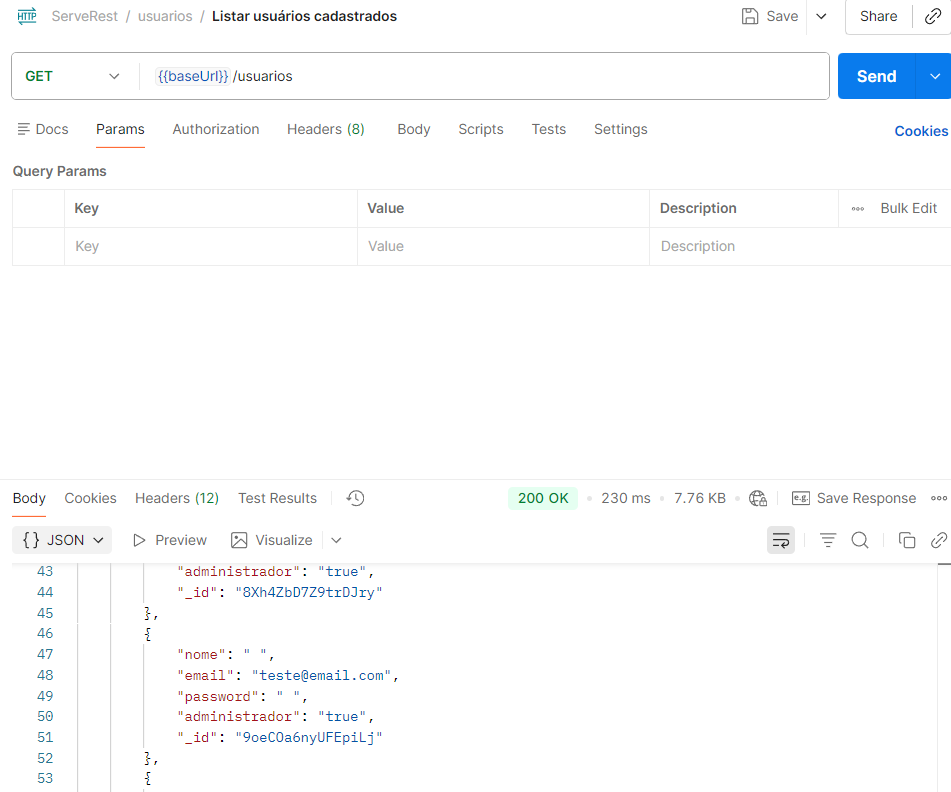 HTTP ServeRest / usuarios / Listar usuários cadastrados Save Share
GET {{baseUrl}} /usuarios Send
Docs Params Authorization Headers (8) Body Scripts Tests Settings Cookies
Query Params
Key Value Description Bulk Edit
Key Value Description
Body Cookies Headers (12) Test Results 200 OK 230 ms 7.76 KB e.g. Save Response
{} JSON Preview Visualize
43 "administrador": "true",
44 "_id": "8Xh4ZbD7Z9trDJry"
45 },
46 {
47 "nome": " ",
48 "email": "teste@email.com",
49 "password": " ",
50 "administrador": "true",
51 "_id": "9oeCOa6nyUFEpiLj"
52 },
53 {